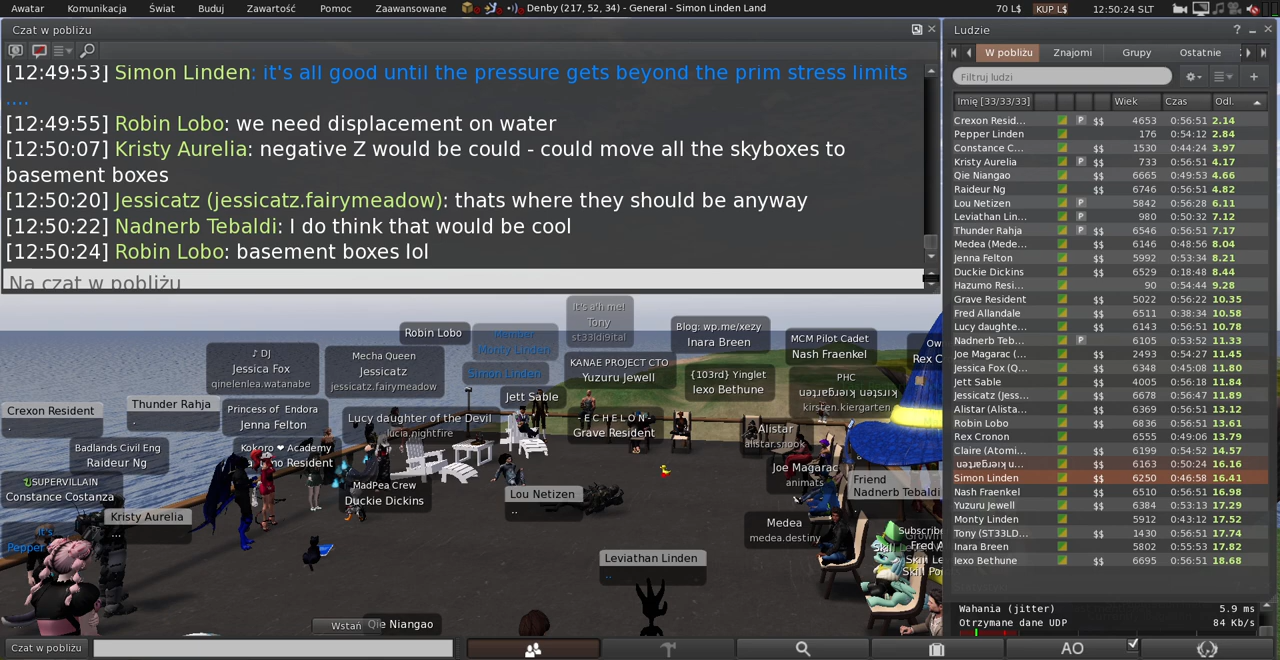 Awatar Komunikacja Świat Buduj Zawartość Pomoc Zaawansowane Denby (217, 52, 34) - General - Simon Linden Land 70 L$ KUP L$ 12:50:24 SLT
Czat w pobliżu
[12:49:53] Simon Linden: it's all good until the pressure gets beyond the prim stress limits
....
[12:49:55] Robin Lobo: we need displacement on water
[12:50:07] Kristy Aurelia: negative Z would be could - could move all the skyboxes to
basement boxes
[12:50:20] Jessicatz (jessicatz.fairymeadow): thats where they should be anyway
[12:50:22] Nadnerb Tebaldi: I do think that would be cool
[12:50:24] Robin Lobo: basement boxes lol
Na czat w pobliżu
It's a'h me!
Tony
st33ldi9ital
Robin Lobo
Member
Monty Linden
Blog: wp.me/xezy
Inara Breen
MCM Pilot Cadet
Nash Fraenkel
Ow
Rex C
♪ DJ
Jessica Fox
qinelenlea.watanabe
Mecha Queen
Jessicatz
jessicatz.fairymeadow
Simon Linden
KANAE PROJECT CTO
Yuzuru Jewell
{103rd} Yinglet
Iexo Bethune
PHC
kirsten.kiergarten
Jett Sable
Crexon Resident
.
Thunder Rahja
.
Princess of Endora
Jenna Felton
Lucy daughter of the Devil
lucia.nightfire
- E C H E L O N -
Grave Resident
Alistar
alistar.snook
Badlands Civil Eng
Raideur Ng
Kokoro ❤ Academy
mo Resident
Joe Magarac
animats
SUPERVILLAIN
Constance Costanza
MadPea Crew
Duckie Dickins
Lou Netizen
..
Friend
Nadnerb Tebaldi
Kristy Aurelia
...
It's
Pepper
Medea
medea.destiny
Subscribe
Fred A
Skill Le
Skill Po
Leviathan Linden
..
Wstań Qie Niangao
Czat w pobliżu
AO
Ludzie
W pobliżu Znajomi Grupy Ostatnie
Filtruj ludzi
Imię [33/33/33] Wiek Czas Odl.
Crexon Resid... P $$ 4653 0:56:51 2.14
Pepper Linden 176 0:54:12 2.84
Constance C... $$ 1530 0:44:24 3.97
Kristy Aurelia P $$ 733 0:56:51 4.17
Qie Niangao $$ 6665 0:49:53 4.66
Raideur Ng $$ 6746 0:56:51 4.82
Lou Netizen P 5842 0:56:28 6.11
Leviathan Lin... P 980 0:50:32 7.12
Thunder Rahja P $$ 6546 0:56:51 7.17
Medea (Mede... $$ 6146 0:48:56 8.04
Jenna Felton $$ 5992 0:53:34 8.21
Duckie Dickins $$ 6529 0:18:48 8.44
Hazumo Resi... 90 0:54:44 9.28
Grave Resident $$ 5022 0:56:22 10.35
Fred Allandale $$ 6511 0:38:34 10.58
Lucy daughte... $$ 6143 0:56:51 10.78
Nadnerb Teb... P 6105 0:53:52 11.33
Joe Magarac (... $$ 2493 0:54:27 11.45
Jessica Fox (Q... $$ 6348 0:45:08 11.80
Jett Sable $$ 4005 0:56:18 11.84
Jessicatz (Jess... $$ 6678 0:56:47 11.89
Alistar (Alista... $$ 6369 0:56:51 13.12
Robin Lobo $$ 6836 0:56:51 13.61
Rex Cronon 6555 0:49:06 13.79
Claire (Atomi... $$ 6199 0:54:52 14.57
$$ 6163 0:50:24 16.16
Simon Linden $$ 6250 0:46:58 16.41
Nash Fraenkel $$ 6510 0:56:51 16.98
Yuzuru Jewell $$ 6384 0:53:13 17.29
Monty Linden 5912 0:43:12 17.52
Tony (ST33LD... $$ 1430 0:56:51 17.74
Inara Breen 5802 0:55:53 17.82
Iexo Bethune $$ 6695 0:56:51 18.68
Wahania (jitter) 5.9 ms
Otrzymane dane UDP 84 Kb/s